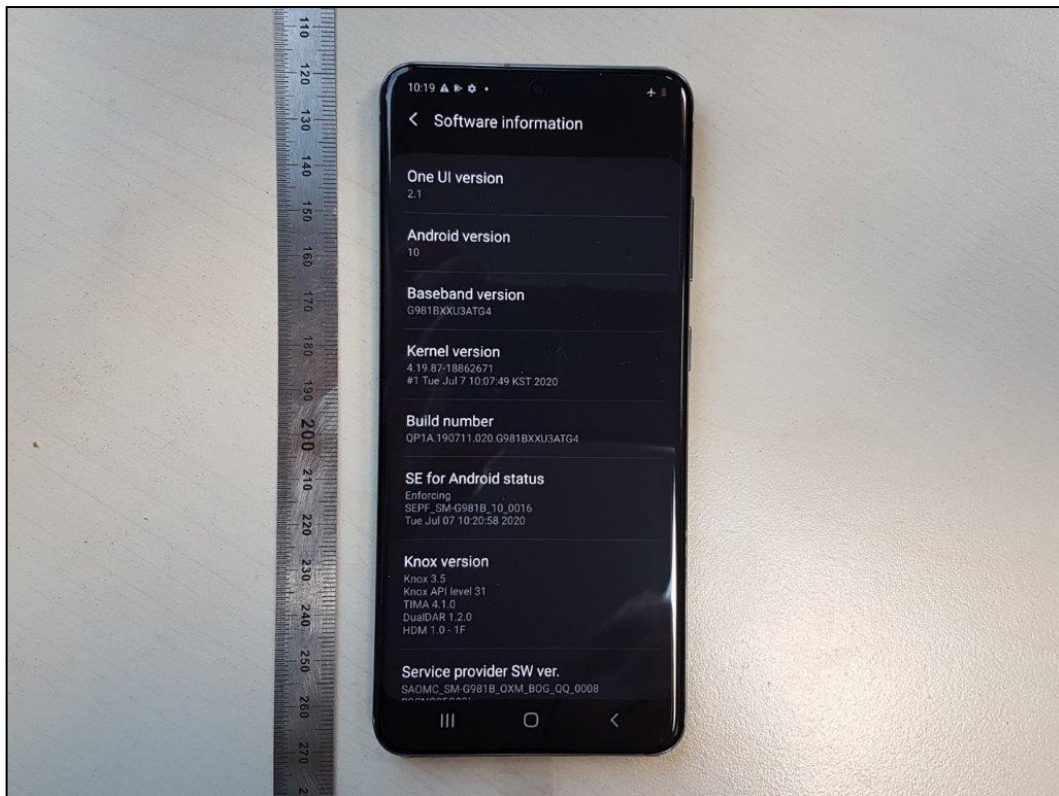 110
120
130
140
150
160
170
180
190
200
210
220
230
240
250
260
270
10:19
Software information
One UI version
2.1
Android version
10
Baseband version
G981BXXU3ATG4
Kernel version
4.19.87-18862671
#1 Tue Jul 7 10:07:49 KST 2020
Build number
QP1A.190711.020.G981BXXU3ATG4
SE for Android status
Enforcing
SEPF_SM-G981B_10_0016
Tue Jul 07 10:20:58 2020
Knox version
Knox 3.5
Knox API level 31
TIMA 4.1.0
DualDAR 1.2.0
HDM 1.0 - 1F
Service provider SW ver.
SAOMC_SM-G981B_OXM_BOG_QQ_0008